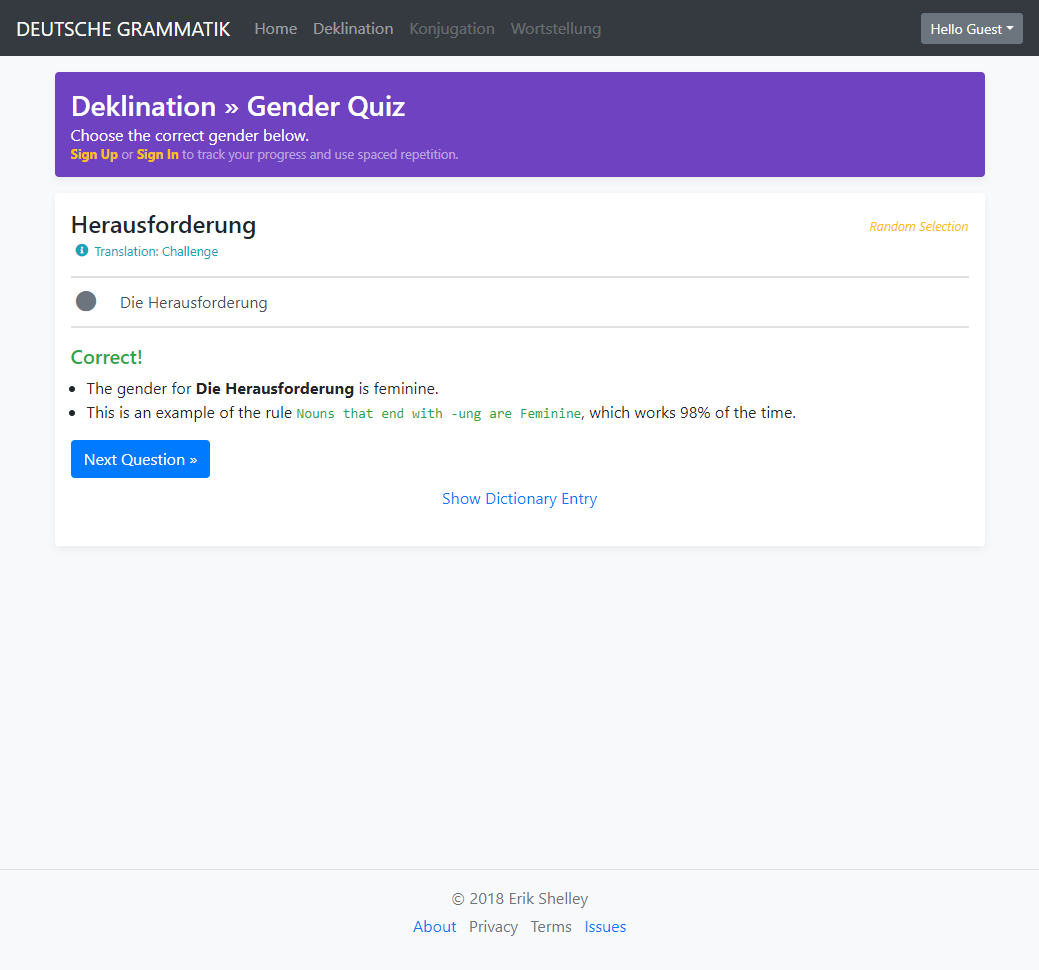 DEUTSCHE GRAMMATIK Home Deklination Konjugation Wortstellung Hello Guest
Deklination » Gender Quiz
Choose the correct gender below.
Sign Up or Sign In to track your progress and use spaced repetition.
Herausforderung
Random Selection
Translation: Challenge
Die Herausforderung
Correct!
• The gender for Die Herausforderung is feminine.
• This is an example of the rule Nouns that end with -ung are Feminine, which works 98% of the time.
Next Question »
Show Dictionary Entry
© 2018 Erik Shelley
About Privacy Terms Issues